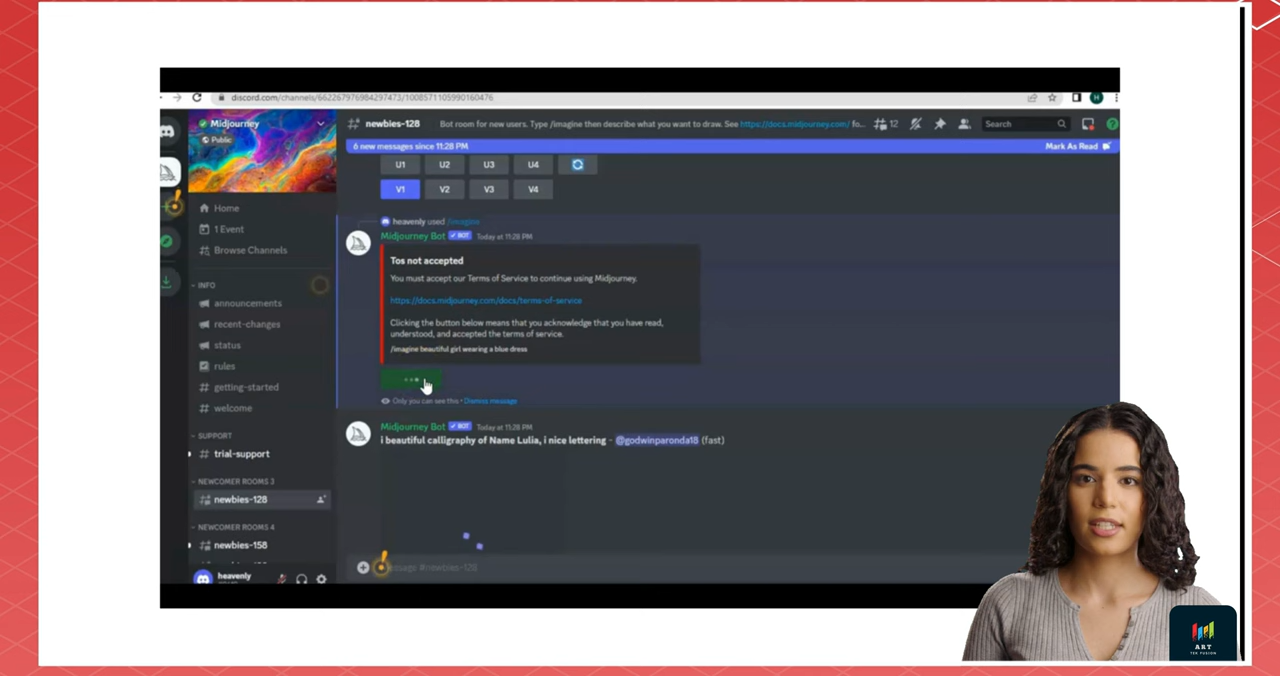 discord.com/channels/662267976984297473/1008571105990160476
Midjourney
Public
newbies-128
Bot room for new users. Type /imagine then describe what you want to draw. See https://docs.midjourney.com/ fo...
12
Search
6 new messages since 11:28 PM
Mark As Read
U1 U2 U3 U4
V1 V2 V3 V4
Home
1 Event
Browse Channels
INFO
announcements
recent-changes
status
rules
getting-started
welcome
SUPPORT
trial-support
NEWCOMER ROOMS 3
newbies-128
NEWCOMER ROOMS 4
newbies-158
heavenly
heavenly used /imagine
Midjourney Bot BOT Today at 11:28 PM
Tos not accepted
You must accept our Terms of Service to continue using Midjourney.
https://docs.midjourney.com/docs/terms-of-service
Clicking the button below means that you acknowledge that you have read,
understood, and accepted the terms of service.
/imagine beautiful girl wearing a blue dress
Only you can see this • Dismiss message
Midjourney Bot BOT Today at 11:28 PM
i beautiful calligraphy of Name Lulia, i nice lettering - @godwinparonda18 (fast)
#newbies-128
ART
TEK FUSION